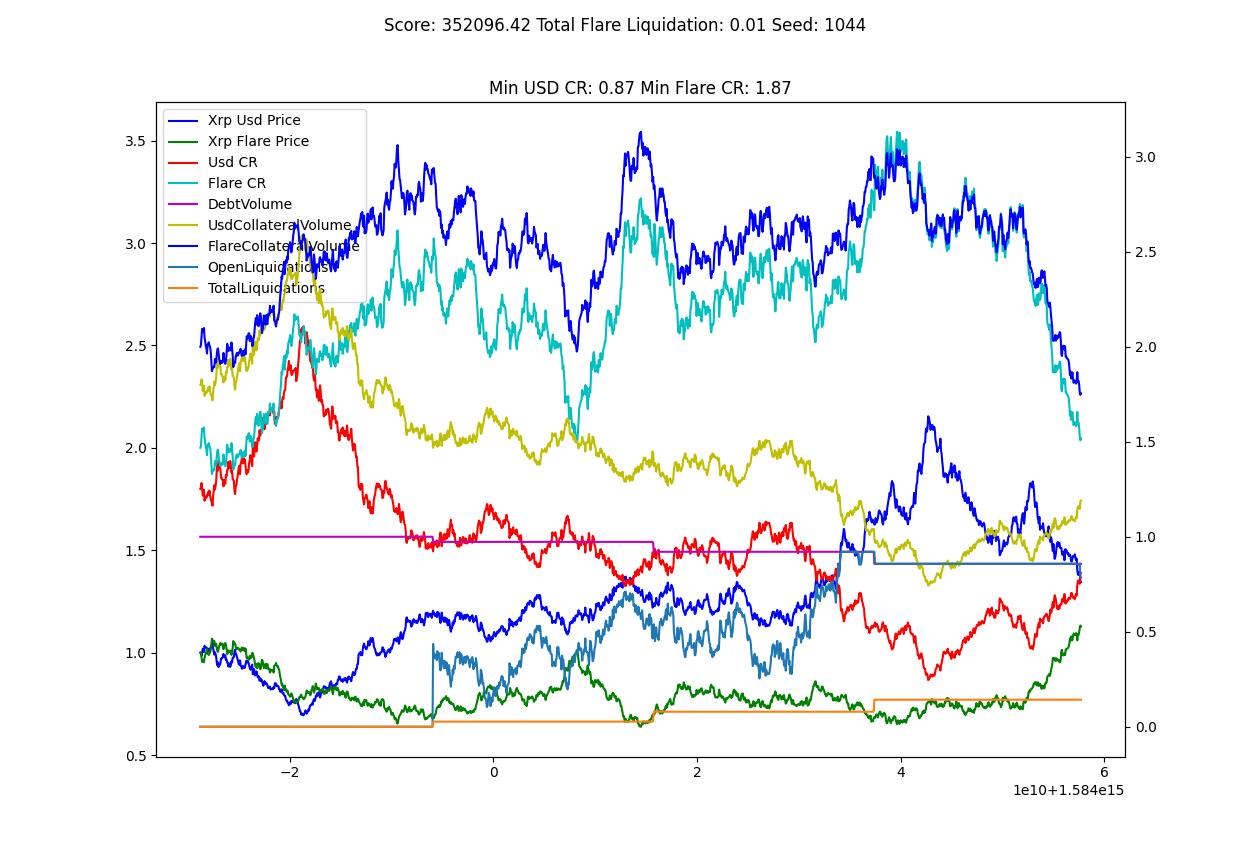 Score: 352096.42 Total Flare Liquidation: 0.01 Seed: 1044
Min USD CR: 0.87 Min Flare CR: 1.87
Xrp Usd Price
Xrp Flare Price
Usd CR
Flare CR
DebtVolume
UsdCollateralVolume
FlareCollateralVolume
OpenLiquidations
TotalLiquidations
3.5
3.0
2.5
2.0
1.5
1.0
0.5
3.0
2.5
2.0
1.5
1.0
0.5
0.0
−2 0 2 4 6
1e10+1.584e15